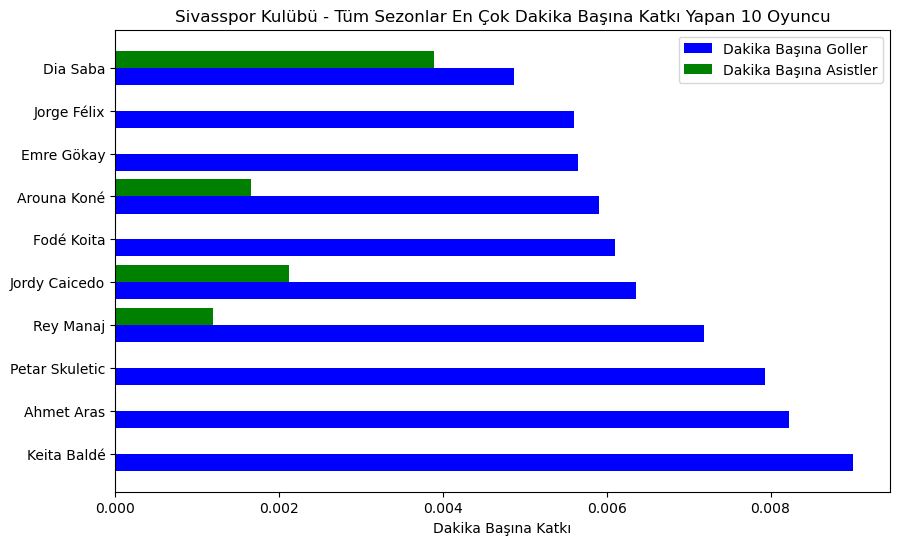 Sivasspor Kulübü - Tüm Sezonlar En Çok Dakika Başına Katkı Yapan 10 Oyuncu
Dakika Başına Goller
Dakika Başına Asistler
Dia Saba
Jorge Félix
Emre Gökay
Arouna Koné
Fodé Koita
Jordy Caicedo
Rey Manaj
Petar Skuletic
Ahmet Aras
Keita Baldé
0.000 0.002 0.004 0.006 0.008
Dakika Başına Katkı